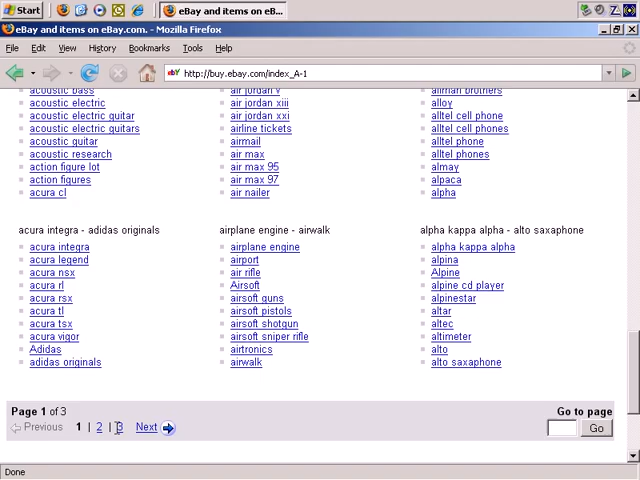 Start
eBay and items on eB...
eBay and items on eBay.com. - Mozilla Firefox
File Edit View History Bookmarks Tools Help
http://buy.ebay.com/index_A-1
acoustic bass
acoustic electric
acoustic electric guitar
acoustic electric guitars
acoustic guitar
acoustic research
action figure lot
action figures
acura cl
air jordan v
air jordan xiii
air jordan xxi
airline tickets
airmail
air max
air max 95
air max 97
air nailer
allman brothers
alloy
alltel cell phone
alltel cell phones
alltel phone
alltel phones
almay
alpaca
alpha
acura integra - adidas originals
acura integra
acura legend
acura nsx
acura rl
acura rsx
acura tl
acura tsx
acura vigor
Adidas
adidas originals
airplane engine - airwalk
airplane engine
airport
air rifle
Airsoft
airsoft guns
airsoft pistols
airsoft shotgun
airsoft sniper rifle
airtronics
airwalk
alpha kappa alpha - alto saxaphone
alpha kappa alpha
alpina
Alpine
alpine cd player
alpinestar
altar
altec
altimeter
alto
alto saxaphone
Page 1 of 3
Previous 1 | 2 | 3 Next
Go to page
Go
Done